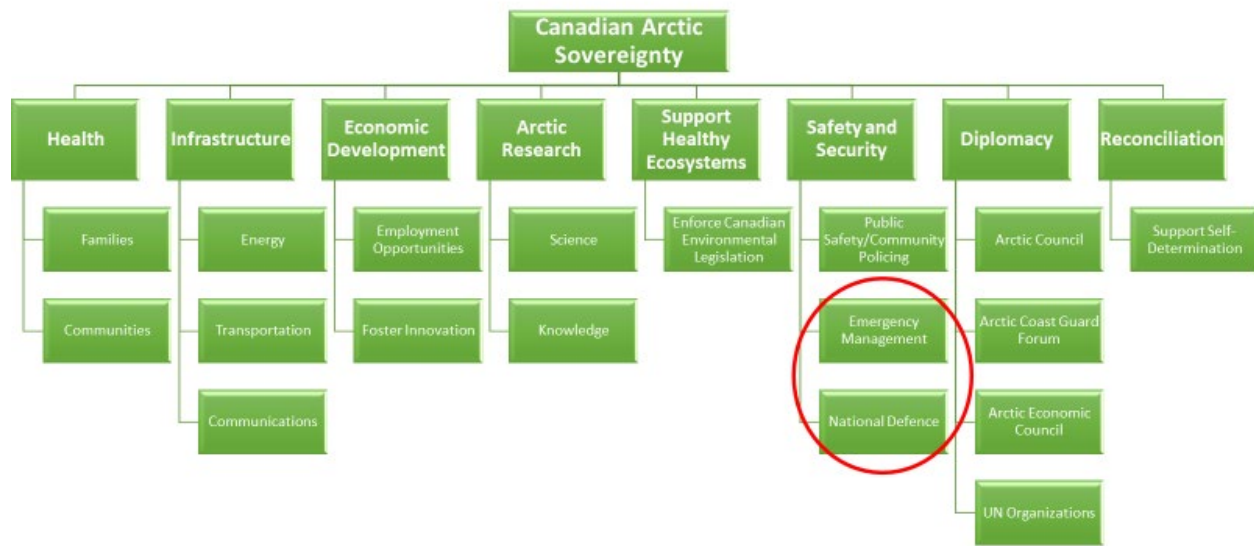 Canadian Arctic
Sovereignty
Health
Infrastructure
Economic
Development
Arctic
Research
Support
Healthy
Ecosystems
Safety and
Security
Diplomacy
Reconciliation
Families
Energy
Employment
Opportunities
Science
Enforce Canadian
Environmental
Legislation
Public
Safety/Community
Policing
Arctic Council
Support Self-
Determination
Communities
Transportation
Foster Innovation
Knowledge
Emergency
Management
Arctic Coast Guard
Forum
Communications
National Defence
Arctic Economic
Council
UN Organizations